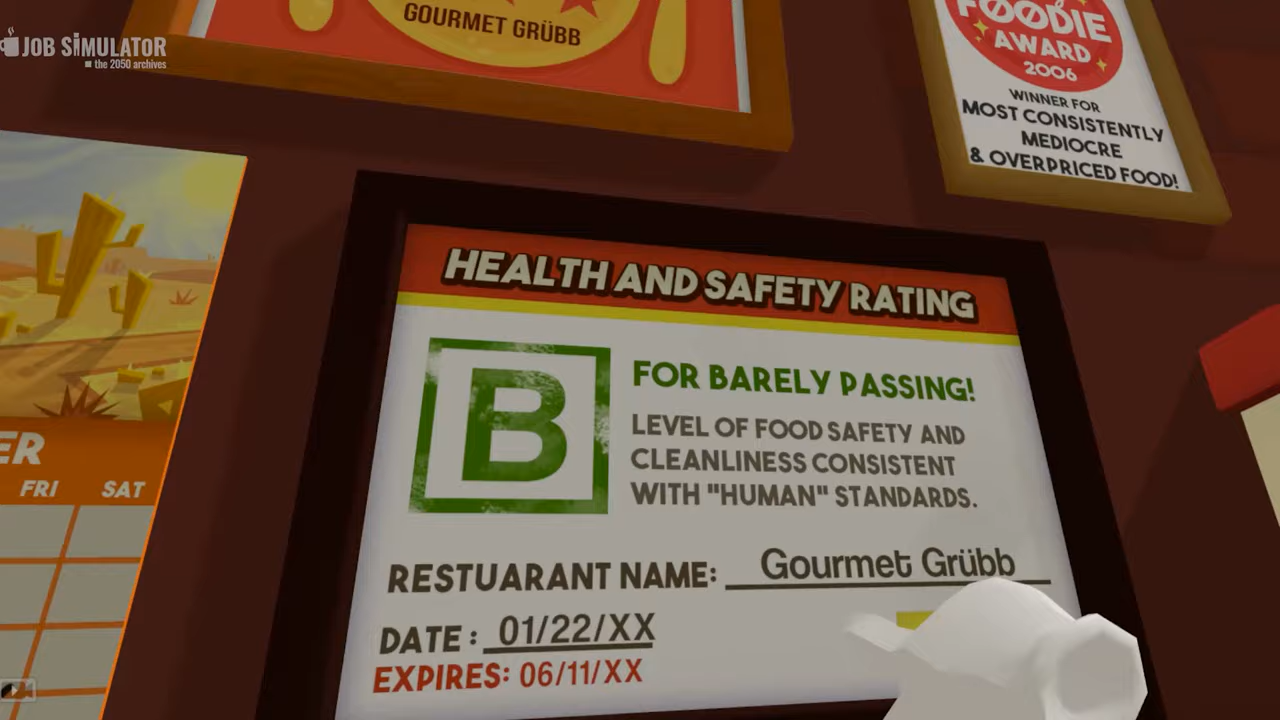 JOB SIMULATOR
the 2050 archives
GOURMET GRÜBB
FOODIE
AWARD
2006
WINNER FOR
MOST CONSISTENTLY
MEDIOCRE
& OVERPRICED FOOD!
HEALTH AND SAFETY RATING
B
FOR BARELY PASSING!
LEVEL OF FOOD SAFETY AND
CLEANLINESS CONSISTENT
WITH "HUMAN" STANDARDS.
RESTUARANT NAME: Gourmet Grübb
DATE: 01/22/XX
EXPIRES: 06/11/XX
ER
FRI SAT